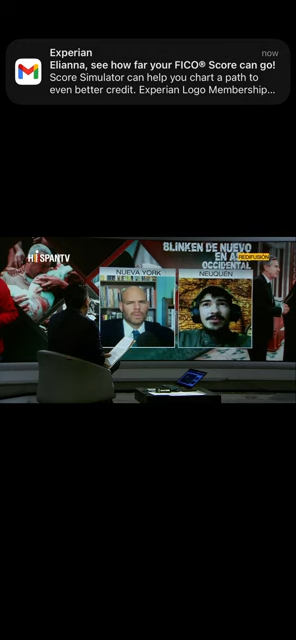 Experian
now
Elianna, see how far your FICO® Score can go!
Score Simulator can help you chart a path to
even better credit. Experian Logo Membership...
HiSPANTV
BLINKEN DE NUEVO
EN AS
OCCIDENTAL
REDIFUSIÓN
NUEVA YORK
NEUQUÉN